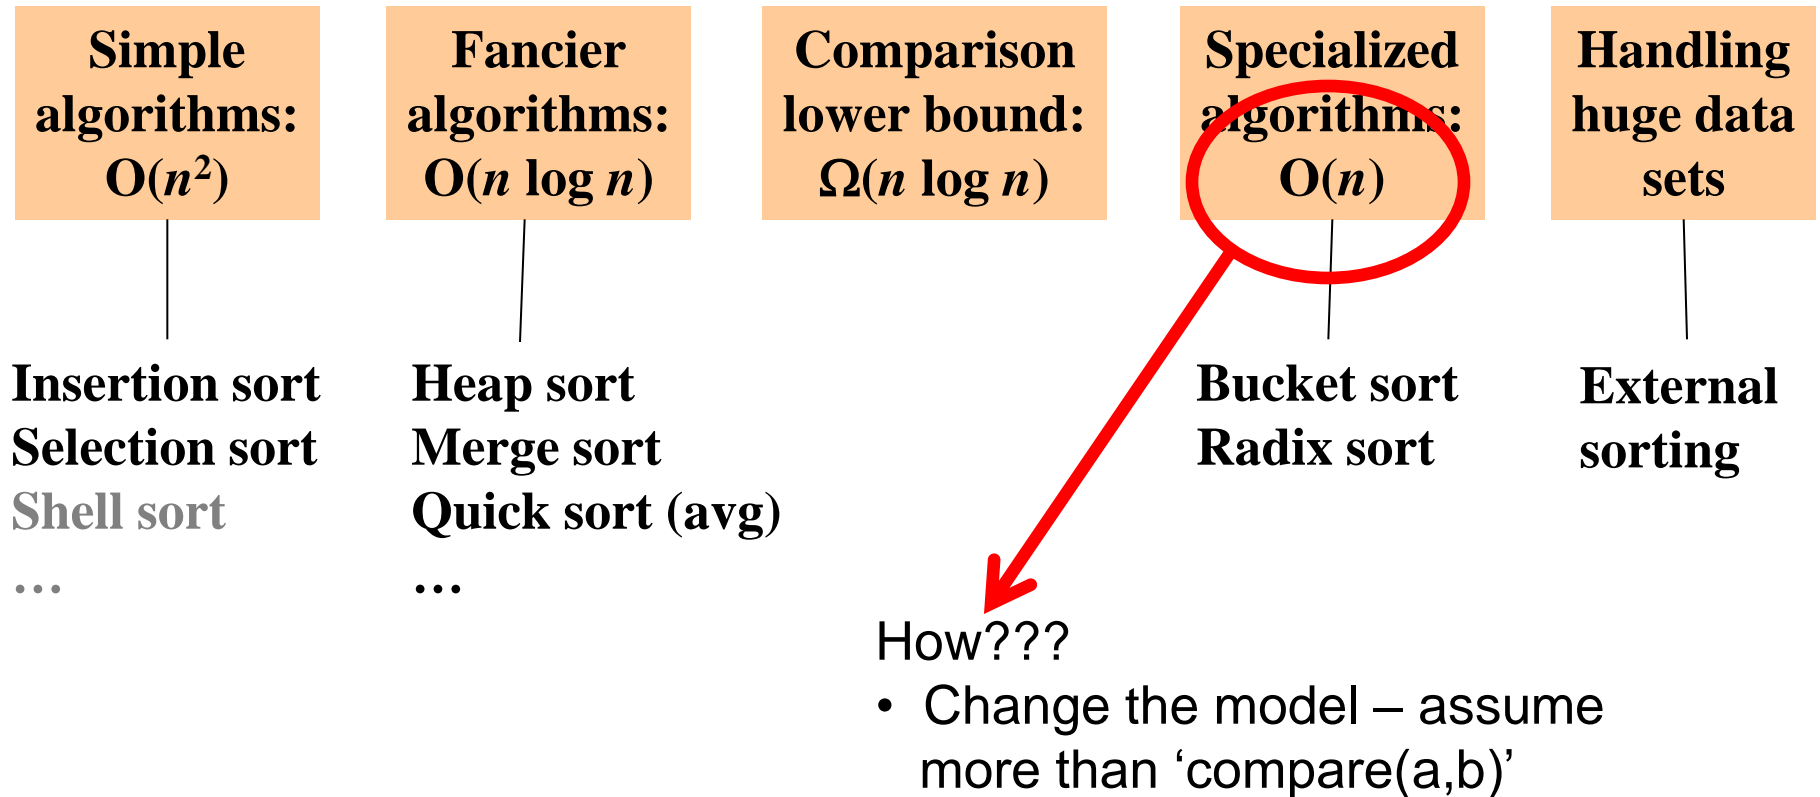 Simple
algorithms:
O(n²)
Fancier
algorithms:
O(n log n)
Comparison
lower bound:
Ω(n log n)
Specialized
algorithms:
O(n)
Handling
huge data
sets
Insertion sort
Selection sort
Shell sort
…
Heap sort
Merge sort
Quick sort (avg)
…
Bucket sort
Radix sort
External
sorting
How???
• Change the model – assume
more than ‘compare(a,b)’